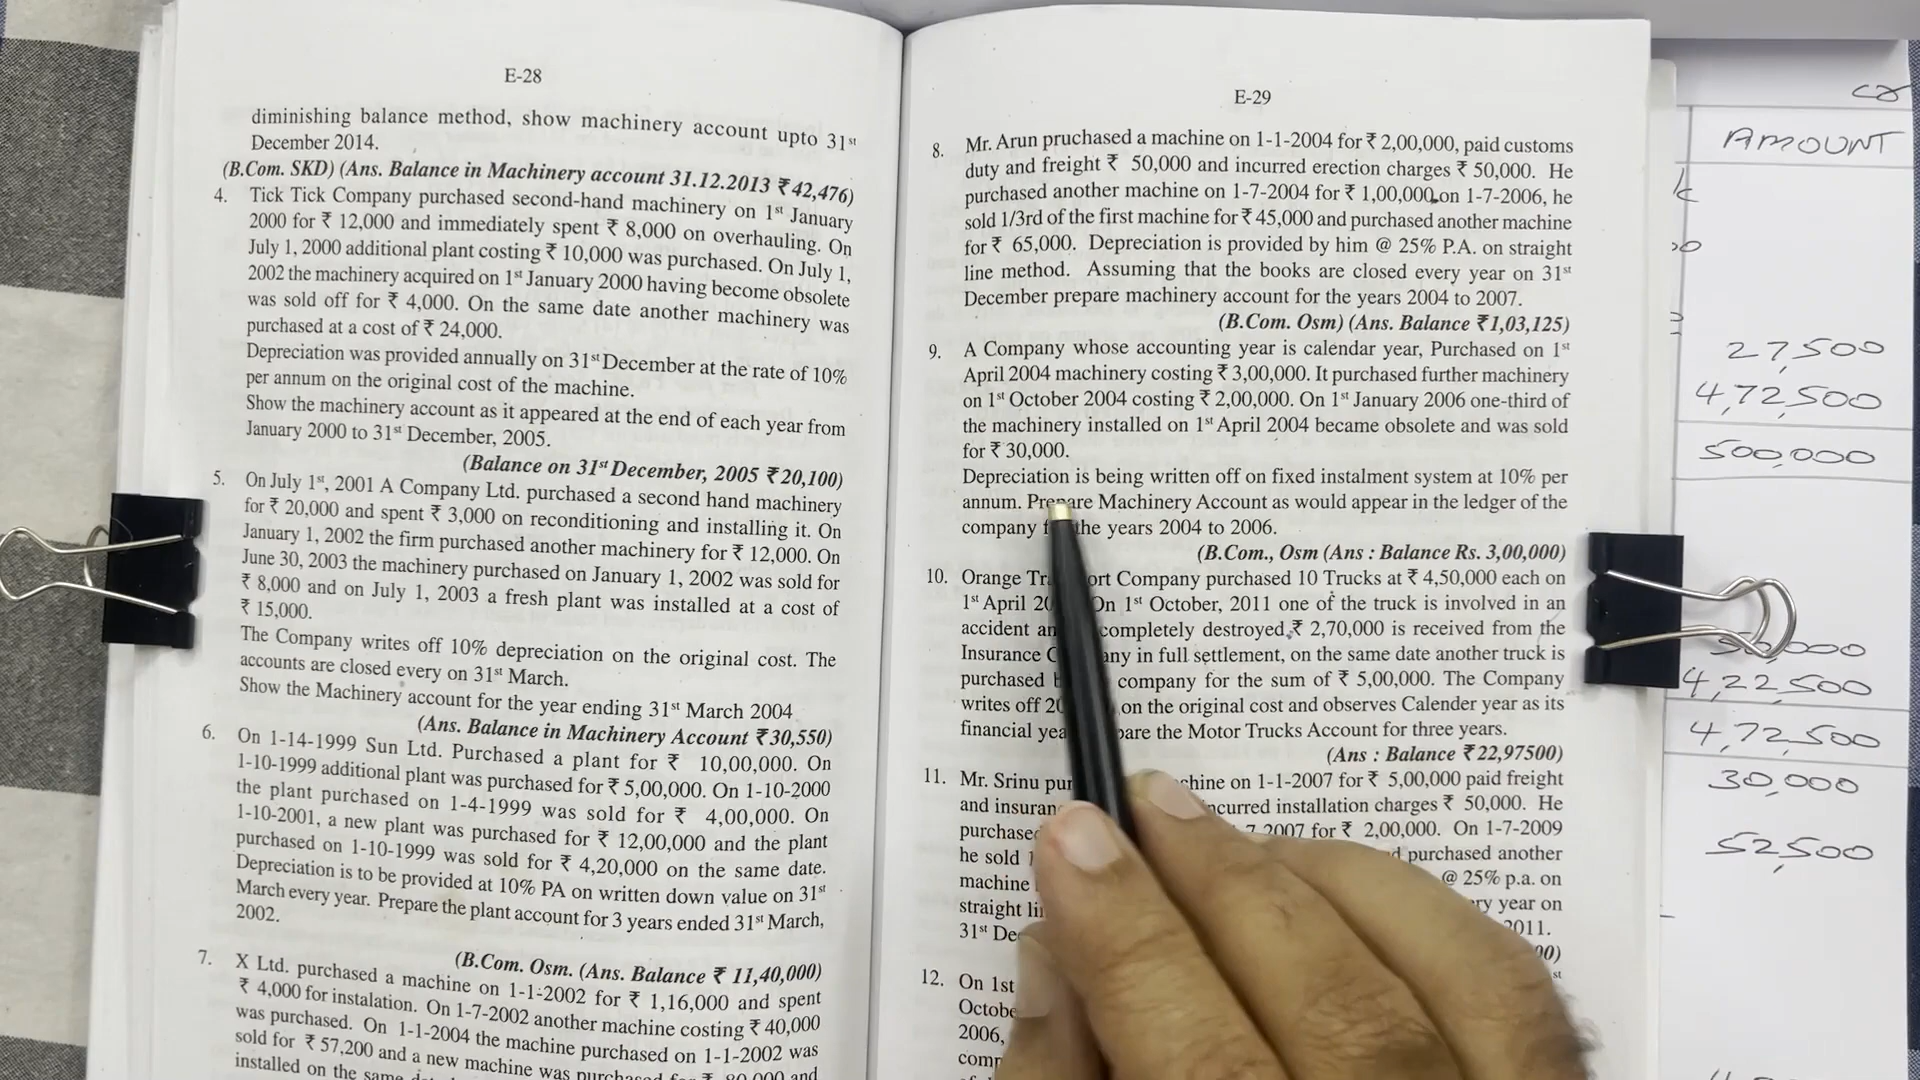 E-28
diminishing balance method, show machinery account upto 31st
December 2014.
(B.Com. SKD) (Ans. Balance in Machinery account 31.12.2013 ₹42,476)
4. Tick Tick Company purchased second-hand machinery on 1st January
2000 for ₹ 12,000 and immediately spent ₹ 8,000 on overhauling. On
July 1, 2000 additional plant costing ₹ 10,000 was purchased. On July 1,
2002 the machinery acquired on 1st January 2000 having become obsolete
was sold off for ₹ 4,000. On the same date another machinery was
purchased at a cost of ₹ 24,000.
Depreciation was provided annually on 31st December at the rate of 10%
per annum on the original cost of the machine.
Show the machinery account as it appeared at the end of each year from
January 2000 to 31st December, 2005.
(Balance on 31st December, 2005 ₹20,100)
5. On July 1st, 2001 A Company Ltd. purchased a second hand machinery
for ₹ 20,000 and spent ₹ 3,000 on reconditioning and installing it. On
January 1, 2002 the firm purchased another machinery for ₹ 12,000. On
June 30, 2003 the machinery purchased on January 1, 2002 was sold for
₹ 8,000 and on July 1, 2003 a fresh plant was installed at a cost of
₹ 15,000.
The Company writes off 10% depreciation on the original cost. The
accounts are closed every on 31st March.
Show the Machinery account for the year ending 31st March 2004
(Ans. Balance in Machinery Account ₹30,550)
6. On 1-14-1999 Sun Ltd. Purchased a plant for ₹ 10,00,000. On
1-10-1999 additional plant was purchased for ₹ 5,00,000. On 1-10-2000
the plant purchased on 1-4-1999 was sold for ₹ 4,00,000. On
1-10-2001, a new plant was purchased for ₹ 12,00,000 and the plant
purchased on 1-10-1999 was sold for ₹ 4,20,000 on the same date.
Depreciation is to be provided at 10% PA on written down value on 31st
March every year. Prepare the plant account for 3 years ended 31st March,
2002.
(B.Com. Osm. (Ans. Balance ₹ 11,40,000)
7. X Ltd. purchased a machine on 1-1-2002 for ₹ 1,16,000 and spent
₹ 4,000 for instalation. On 1-7-2002 another machine costing ₹ 40,000
was purchased. On 1-1-2004 the machine purchased on 1-1-2002 was
sold for ₹ 57,200 and a new machine was purchased for ₹ 80,000 and
installed on the same
E-29
8. Mr. Arun pruchased a machine on 1-1-2004 for ₹ 2,00,000, paid customs
duty and freight ₹ 50,000 and incurred erection charges ₹ 50,000. He
purchased another machine on 1-7-2004 for ₹ 1,00,000 on 1-7-2006, he
sold 1/3rd of the first machine for ₹ 45,000 and purchased another machine
for ₹ 65,000. Depreciation is provided by him @ 25% P.A. on straight
line method. Assuming that the books are closed every year on 31st
December prepare machinery account for the years 2004 to 2007.
(B.Com. Osm) (Ans. Balance ₹1,03,125)
9. A Company whose accounting year is calendar year, Purchased on 1st
April 2004 machinery costing ₹ 3,00,000. It purchased further machinery
on 1st October 2004 costing ₹ 2,00,000. On 1st January 2006 one-third of
the machinery installed on 1st April 2004 became obsolete and was sold
for ₹ 30,000.
Depreciation is being written off on fixed instalment system at 10% per
annum. Prepare Machinery Account as would appear in the ledger of the
company the years 2004 to 2006.
(B.Com., Osm (Ans : Balance Rs. 3,00,000)
10. Orange Company purchased 10 Trucks at ₹ 4,50,000 each on
1st April On 1st October, 2011 one of the truck is involved in an
accident completely destroyed, ₹ 2,70,000 is received from the
Insurance in full settlement, on the same date another truck is
purchased company for the sum of ₹ 5,00,000. The Company
writes off on the original cost and observes Calender year as its
financial the Motor Trucks Account for three years.
(Ans : Balance ₹22,97500)
11. Mr. Srinu on 1-1-2007 for ₹ 5,00,000 paid freight
and incurred installation charges ₹ 50,000. He
2007 for ₹ 2,00,000. On 1-7-2009
he sold purchased another
machine @ 25% p.a. on
straight year on
31st 2011.
12. On 1st
2006,
AMOUNT
27,500
4,72,500
500,000
4,22,500
4,72,500
30,000
52,500